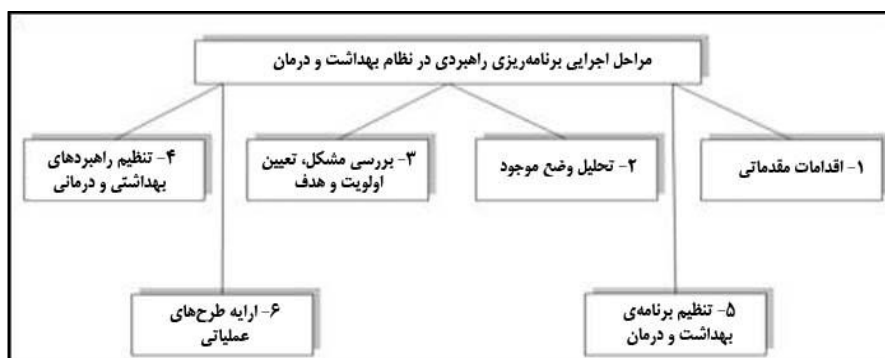 مراحل اجرایی برنامه‌ریزی راهبردی در نظام بهداشت و درمان
۱- اقدامات مقدماتی
۲- تحلیل وضع موجود
۳- بررسی مشکل، تعیین
اولویت و هدف
۴- تنظیم راهبردهای
بهداشتی و درمانی
۵- تنظیم برنامه‌ی
بهداشت و درمان
۶- ارایه طرح‌های
عملیاتی